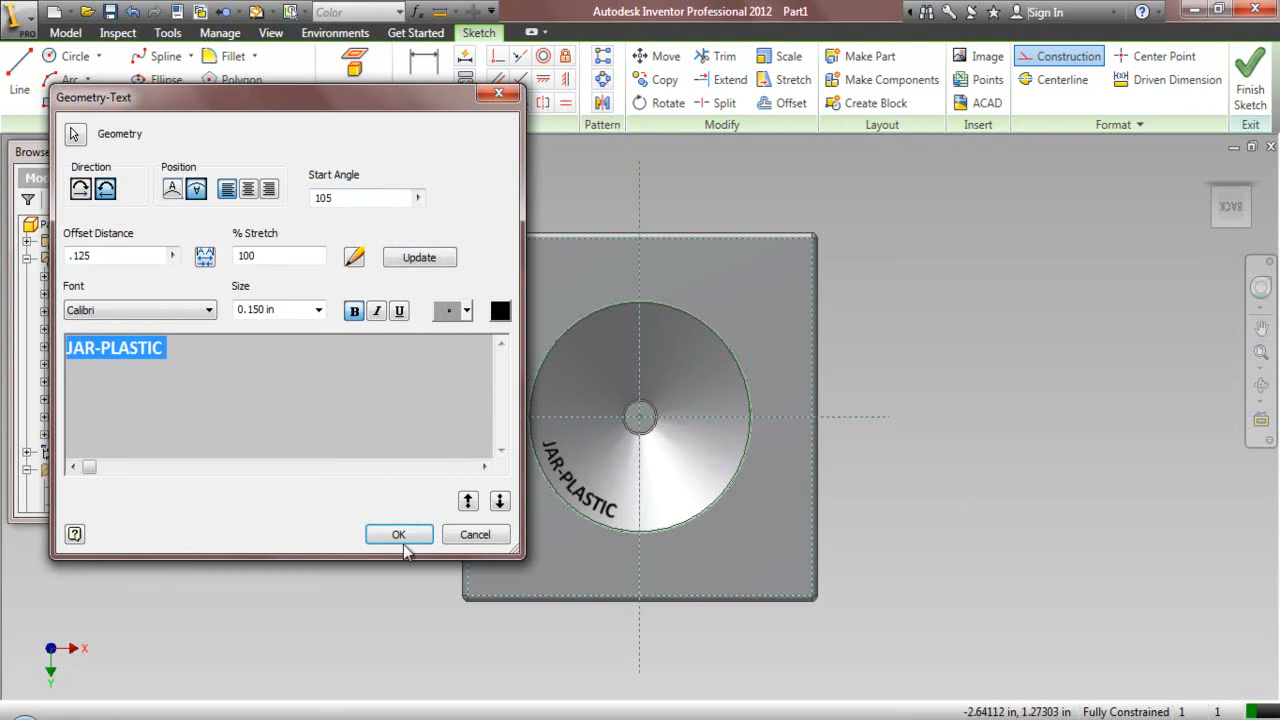 PRO
Color
Autodesk Inventor Professional 2012 Part1
Sign In
Model Inspect Tools Manage View Environments Get Started Sketch
Line
Circle
Arc
Spline
Ellipse
Fillet
Polygon
Move
Copy
Rotate
Trim
Extend
Split
Scale
Stretch
Offset
Make Part
Make Components
Create Block
Image
Points
ACAD
Construction
Centerline
Center Point
Driven Dimension
Finish
Sketch
Pattern
Modify
Layout
Insert
Format
Exit
Geometry-Text
Geometry
Direction
Position
Start Angle
105
Offset Distance
.125
% Stretch
100
Update
Font
Calibri
Size
0.150 in
B I U
JAR-PLASTIC
OK
Cancel
JAR-PLASTIC
BACK
X
Y
-2.64112 in, 1.27303 in Fully Constrained 1 1